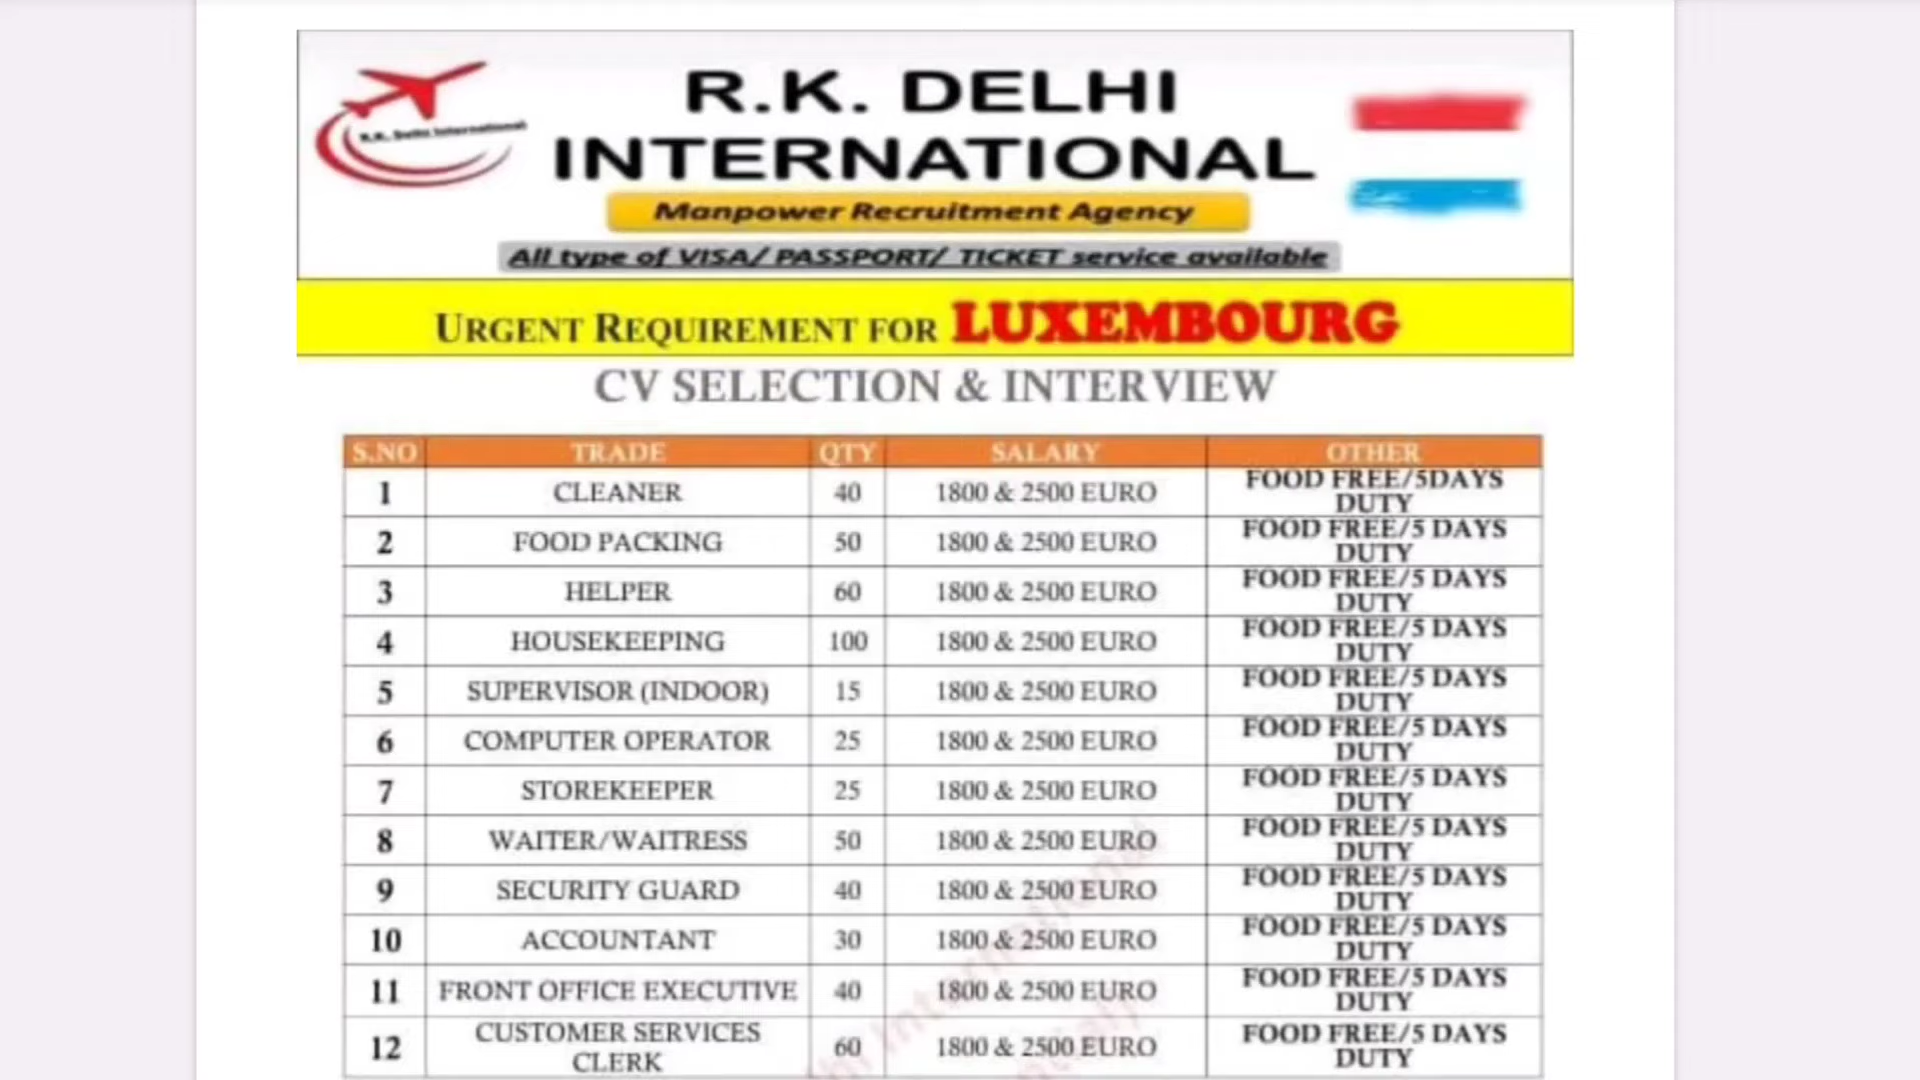 R.K. DELHI
INTERNATIONAL
R.K. Delhi International
Manpower Recruitment Agency
All type of VISA/ PASSPORT/ TICKET service available
URGENT REQUIREMENT FOR LUXEMBOURG
CV SELECTION & INTERVIEW
S.NO TRADE QTY SALARY OTHER
1 CLEANER 40 1800 & 2500 EURO FOOD FREE/5DAYS DUTY
2 FOOD PACKING 50 1800 & 2500 EURO FOOD FREE/5 DAYS DUTY
3 HELPER 60 1800 & 2500 EURO FOOD FREE/5 DAYS DUTY
4 HOUSEKEEPING 100 1800 & 2500 EURO FOOD FREE/5 DAYS DUTY
5 SUPERVISOR (INDOOR) 15 1800 & 2500 EURO FOOD FREE/5 DAYS DUTY
6 COMPUTER OPERATOR 25 1800 & 2500 EURO FOOD FREE/5 DAYS DUTY
7 STOREKEEPER 25 1800 & 2500 EURO FOOD FREE/5 DAYS DUTY
8 WAITER/WAITRESS 50 1800 & 2500 EURO FOOD FREE/5 DAYS DUTY
9 SECURITY GUARD 40 1800 & 2500 EURO FOOD FREE/5 DAYS DUTY
10 ACCOUNTANT 30 1800 & 2500 EURO FOOD FREE/5 DAYS DUTY
11 FRONT OFFICE EXECUTIVE 40 1800 & 2500 EURO FOOD FREE/5 DAYS DUTY
12 CUSTOMER SERVICES CLERK 60 1800 & 2500 EURO FOOD FREE/5 DAYS DUTY